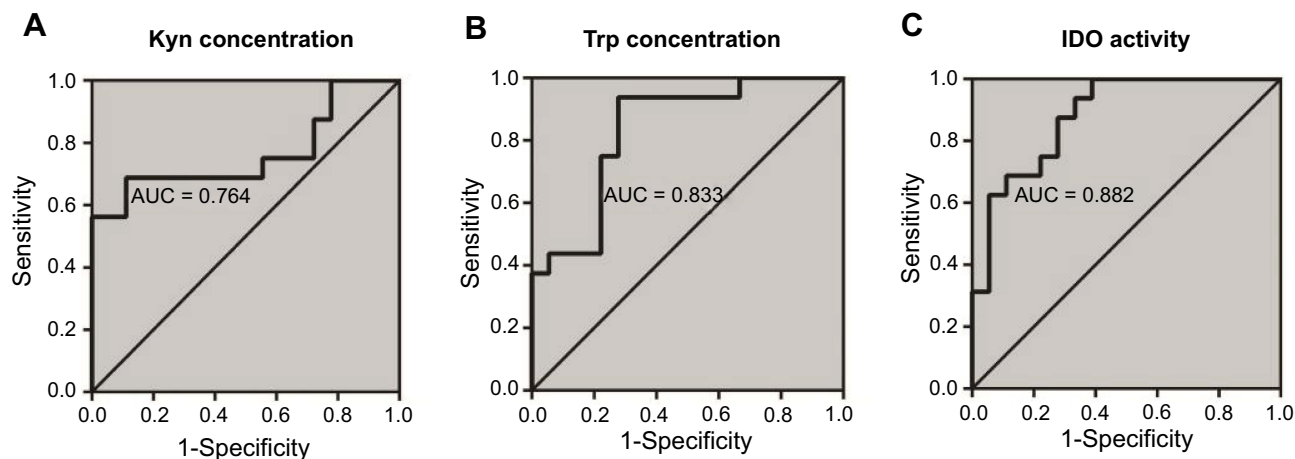 A
Kyn concentration
1.0
0.8
0.6
0.4
0.2
0.0
Sensitivity
AUC = 0.764
0.0 0.2 0.4 0.6 0.8 1.0
1-Specificity
B
Trp concentration
1.0
0.8
0.6
0.4
0.2
0.0
Sensitivity
AUC = 0.833
0.0 0.2 0.4 0.6 0.8 1.0
1-Specificity
C
IDO activity
1.0
0.8
0.6
0.4
0.2
0.0
Sensitivity
AUC = 0.882
0.0 0.2 0.4 0.6 0.8 1.0
1-Specificity